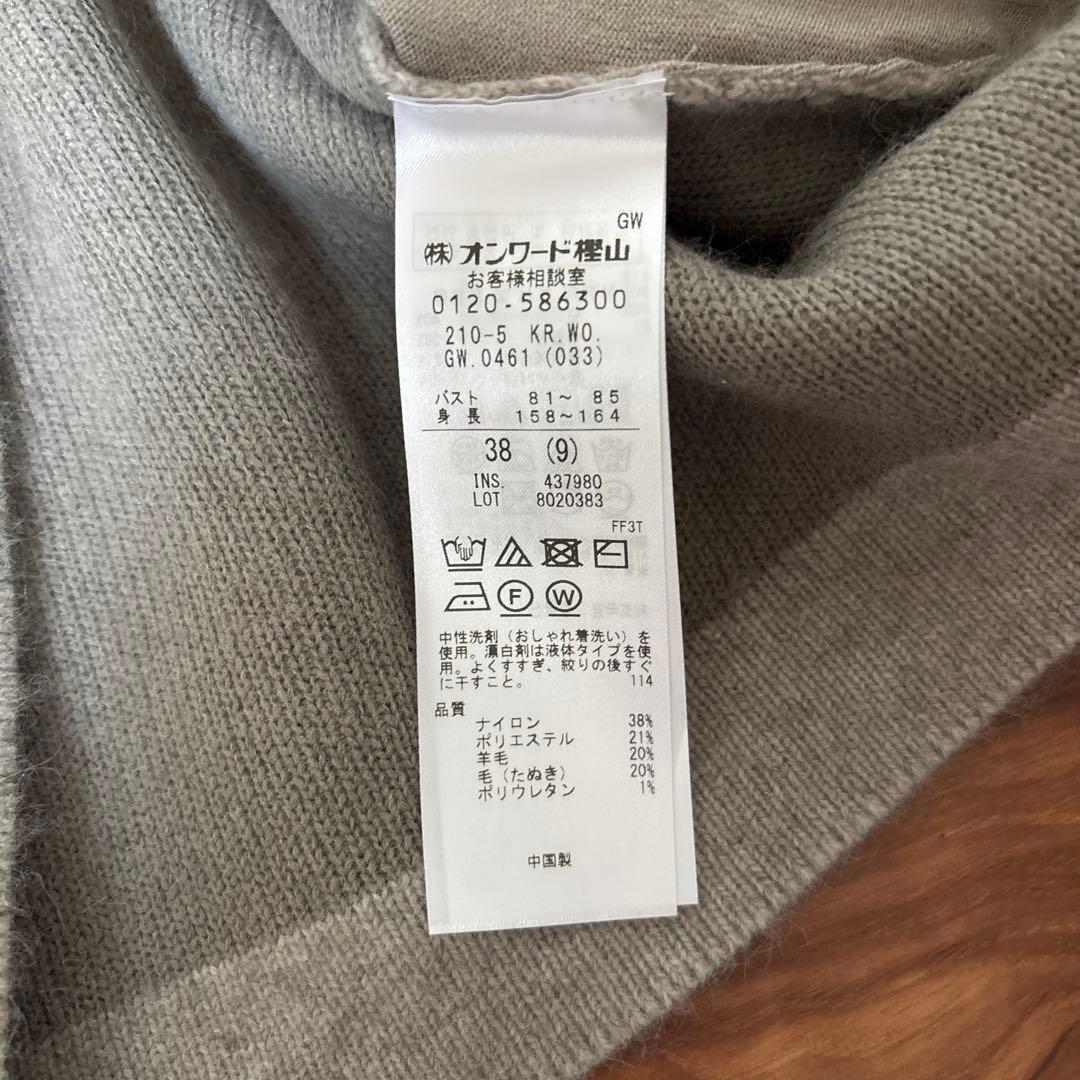 GW
(株)オンワード樫山
お客様相談室
0120-586300
210-5 KR.WO.
GW.0461 (033)
バスト 81～ 85
身長 158～164
38 (9)
INS. 437980
LOT 8020383
FF3T
F W
中性洗剤（おしゃれ着洗い）を
使用。漂白剤は液体タイプを使
用。よくすすぎ、絞りの後すぐ
に干すこと。 114
品質
ナイロン 38%
ポリエステル 21%
羊毛 20%
毛（たぬき） 20%
ポリウレタン 1%
中国製